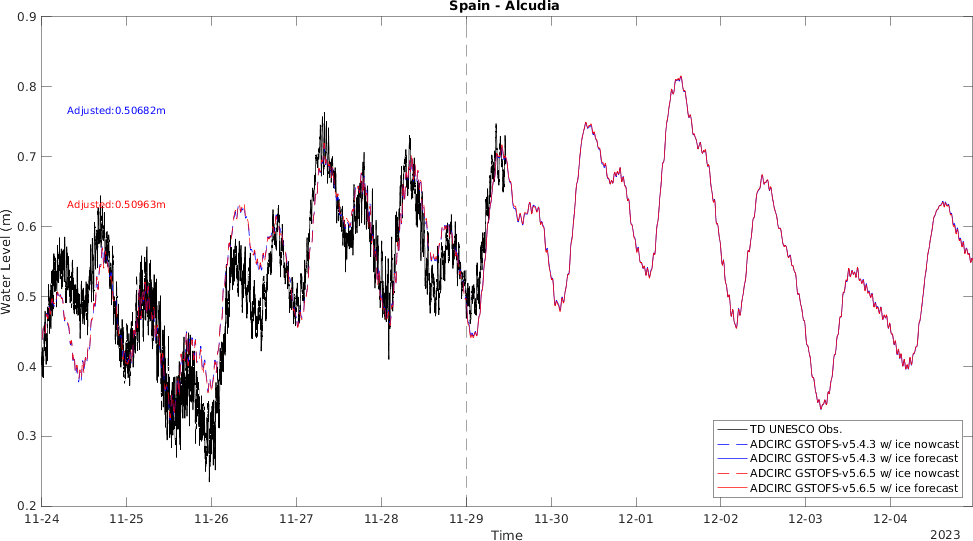 Spain - Alcudia
0.9
0.8
0.7
0.6
0.5
0.4
0.3
0.2
Water Level (m)
Adjusted:0.50682m
Adjusted:0.50963m
TD UNESCO Obs.
ADCIRC GSTOFS-v5.4.3 w/ ice nowcast
ADCIRC GSTOFS-v5.4.3 w/ ice forecast
ADCIRC GSTOFS-v5.6.5 w/ ice nowcast
ADCIRC GSTOFS-v5.6.5 w/ ice forecast
11-24 11-25 11-26 11-27 11-28 11-29 11-30 12-01 12-02 12-03 12-04
Time
2023